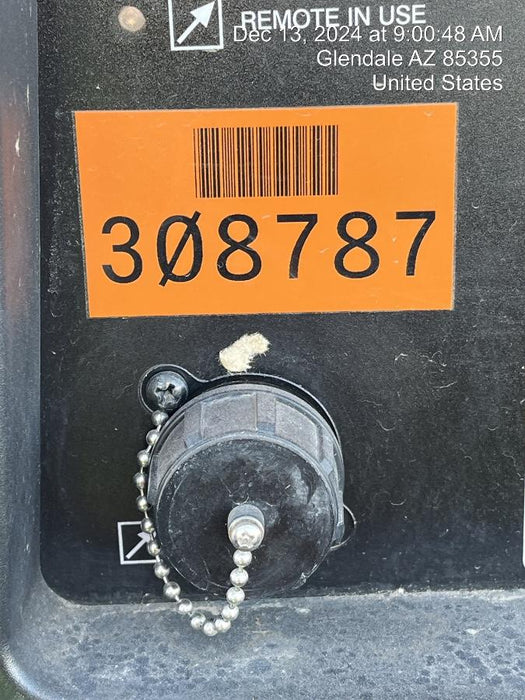 REMOTE IN USE
Dec 13, 2024 at 9:00:48 AM
Glendale AZ 85355
United States
3Ø8787